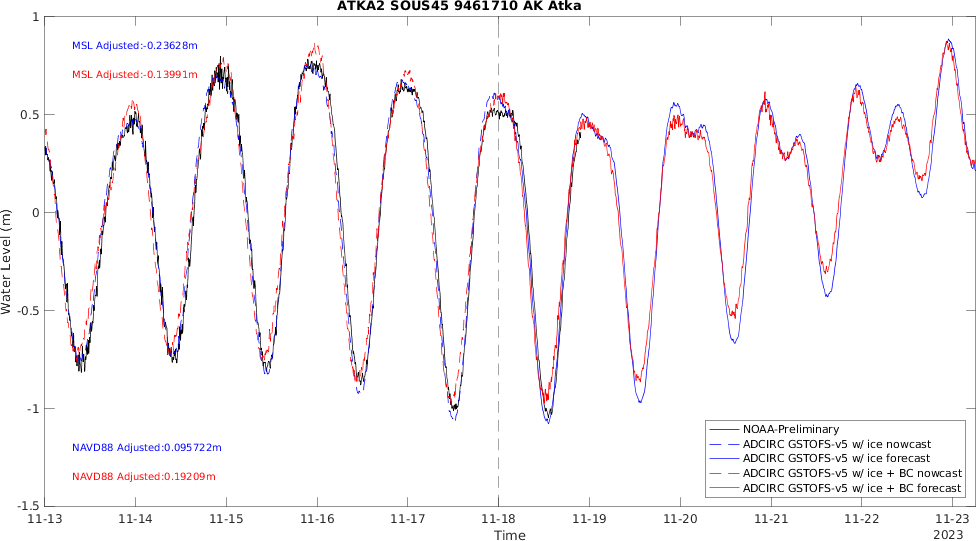 ATKA2 SOUS45 9461710 AK Atka
1
0.5
0
-0.5
-1
-1.5
Water Level (m)
MSL Adjusted:-0.23628m
MSL Adjusted:-0.13991m
NAVD88 Adjusted:0.095722m
NAVD88 Adjusted:0.19209m
NOAA-Preliminary
ADCIRC GSTOFS-v5 w/ ice nowcast
ADCIRC GSTOFS-v5 w/ ice forecast
ADCIRC GSTOFS-v5 w/ ice + BC nowcast
ADCIRC GSTOFS-v5 w/ ice + BC forecast
11-13 11-14 11-15 11-16 11-17 11-18 11-19 11-20 11-21 11-22 11-23
Time
2023